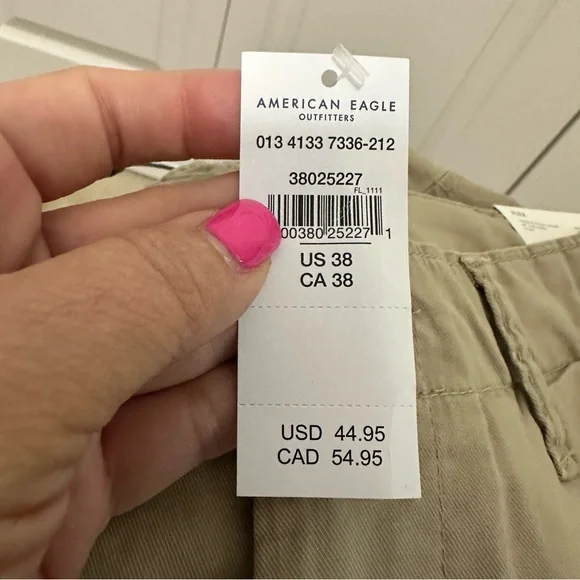 AMERICAN EAGLE
OUTFITTERS
013 4133 7336-212
38025227
FL_1111
00380 25227 1
US 38
CA 38
USD 44.95
CAD 54.95